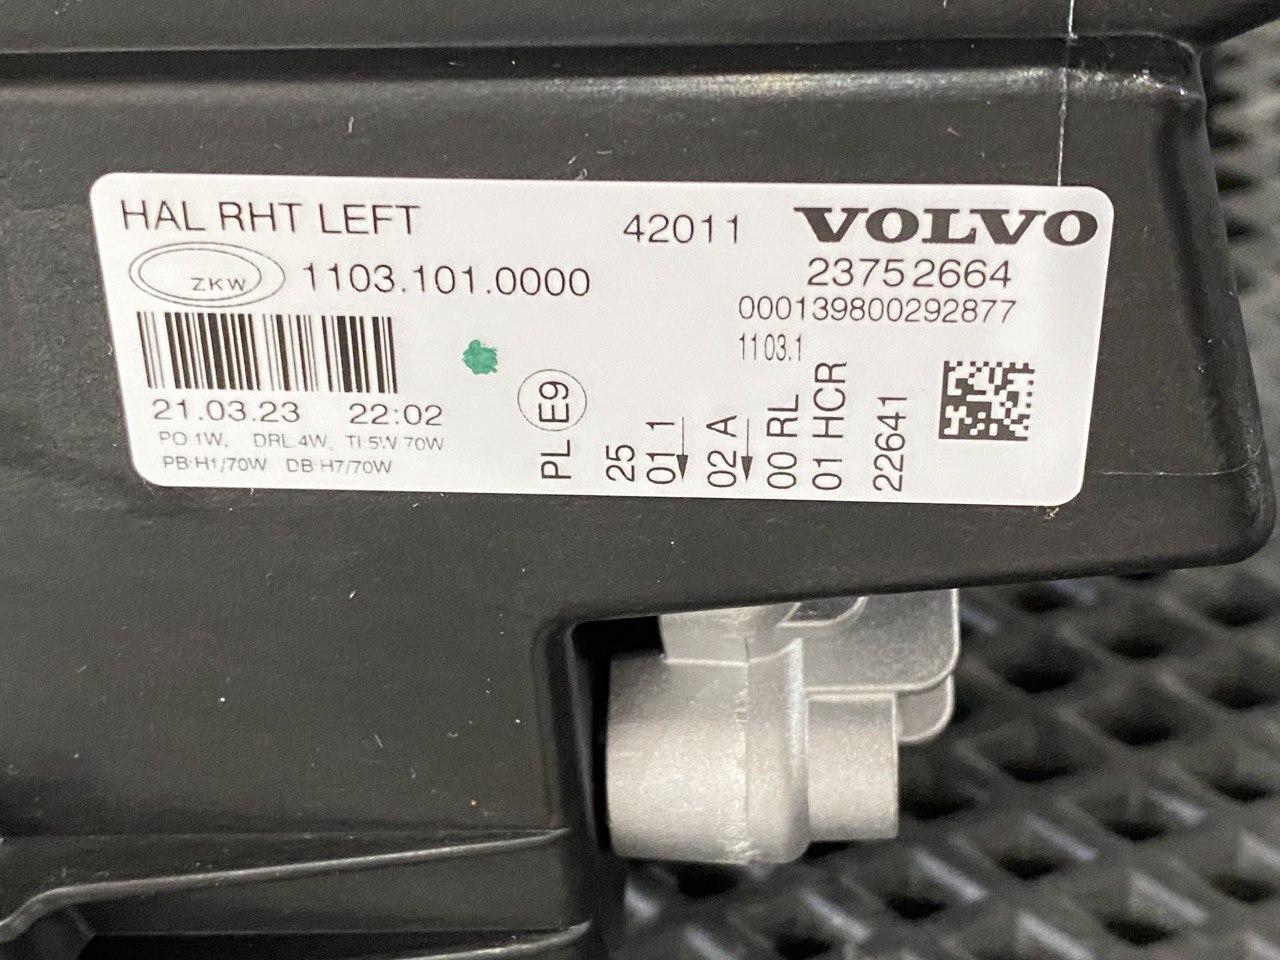 HAL RHT LEFT
42011
VOLVO
ZKW
1103.101.0000
23752664
000139800292877
1103.1
21.03.23 22:02
PO 1W, DRL 4W, TI:5W 70W
PB:H1/70W DB:H7/70W
PL E9
25
01 1
02 A
00 RL
01 HCR
22641